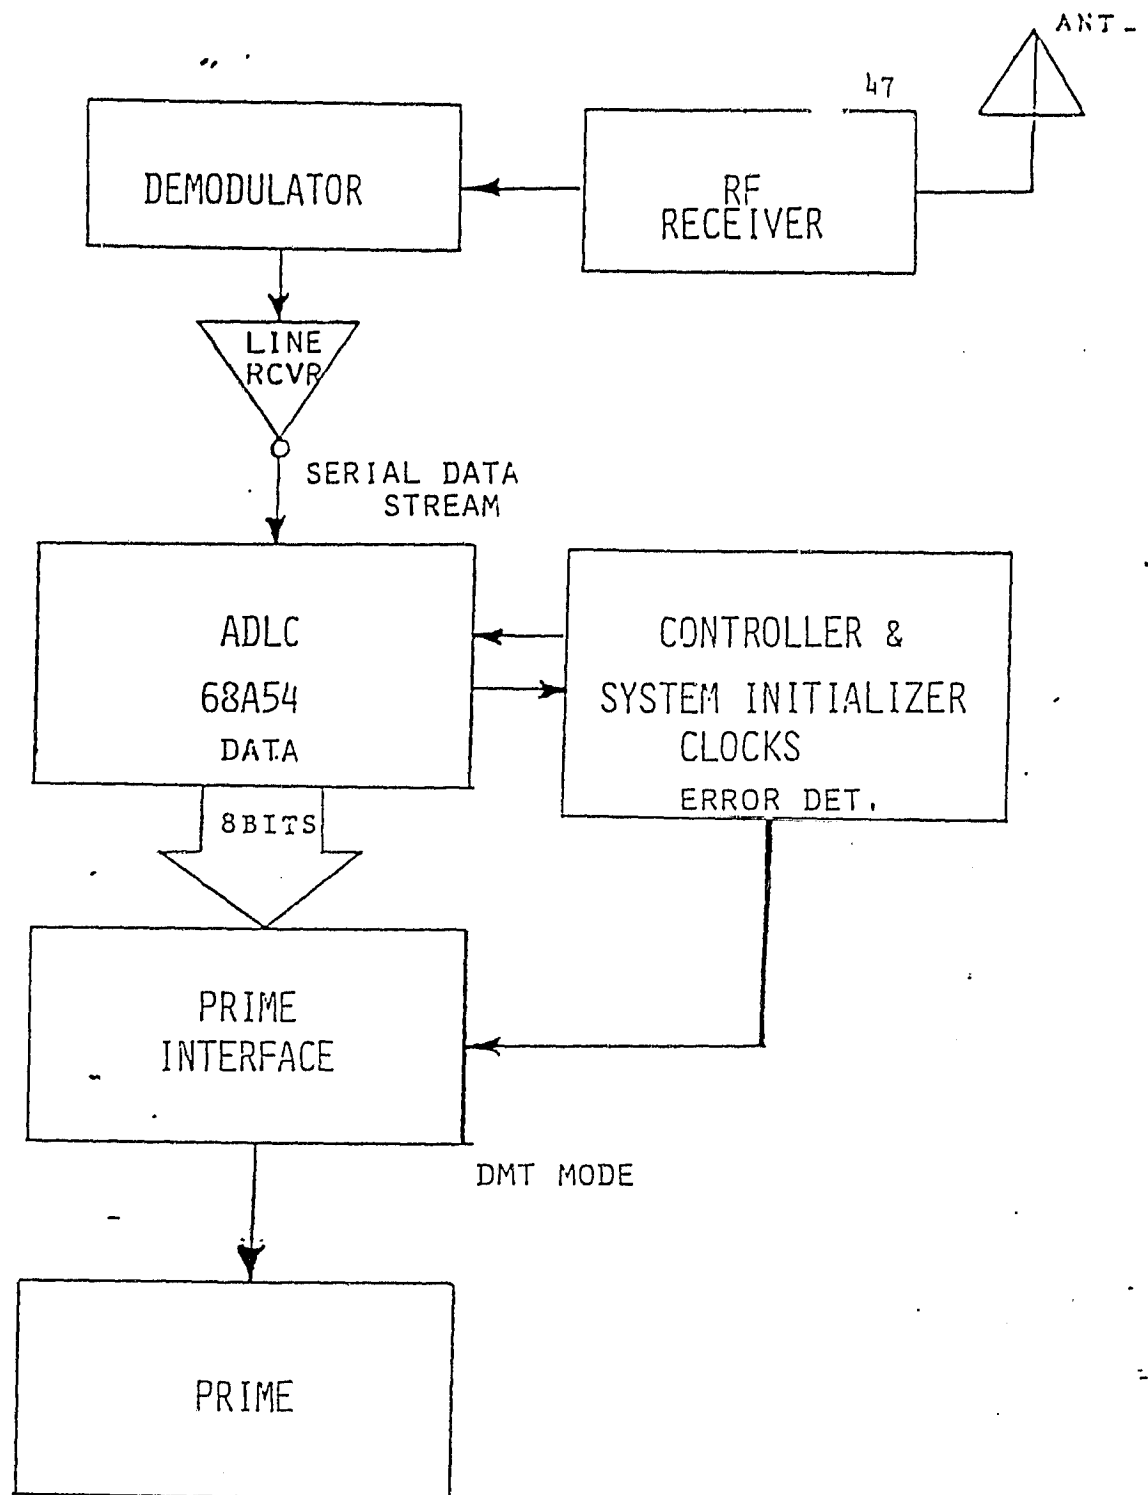 ANT.
47
DEMODULATOR
RF
RECEIVER
LINE
RCVR
SERIAL DATA
STREAM
ADLC
68A54
DATA
CONTROLLER &
SYSTEM INITIALIZER
CLOCKS
ERROR DET.
8BITS
PRIME
INTERFACE
DMT MODE
PRIME